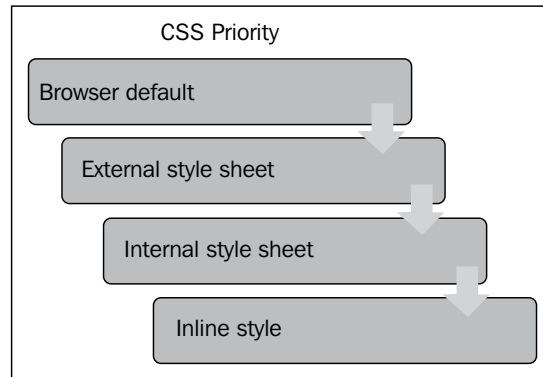 CSS Priority
Browser default
External style sheet
Internal style sheet
Inline style